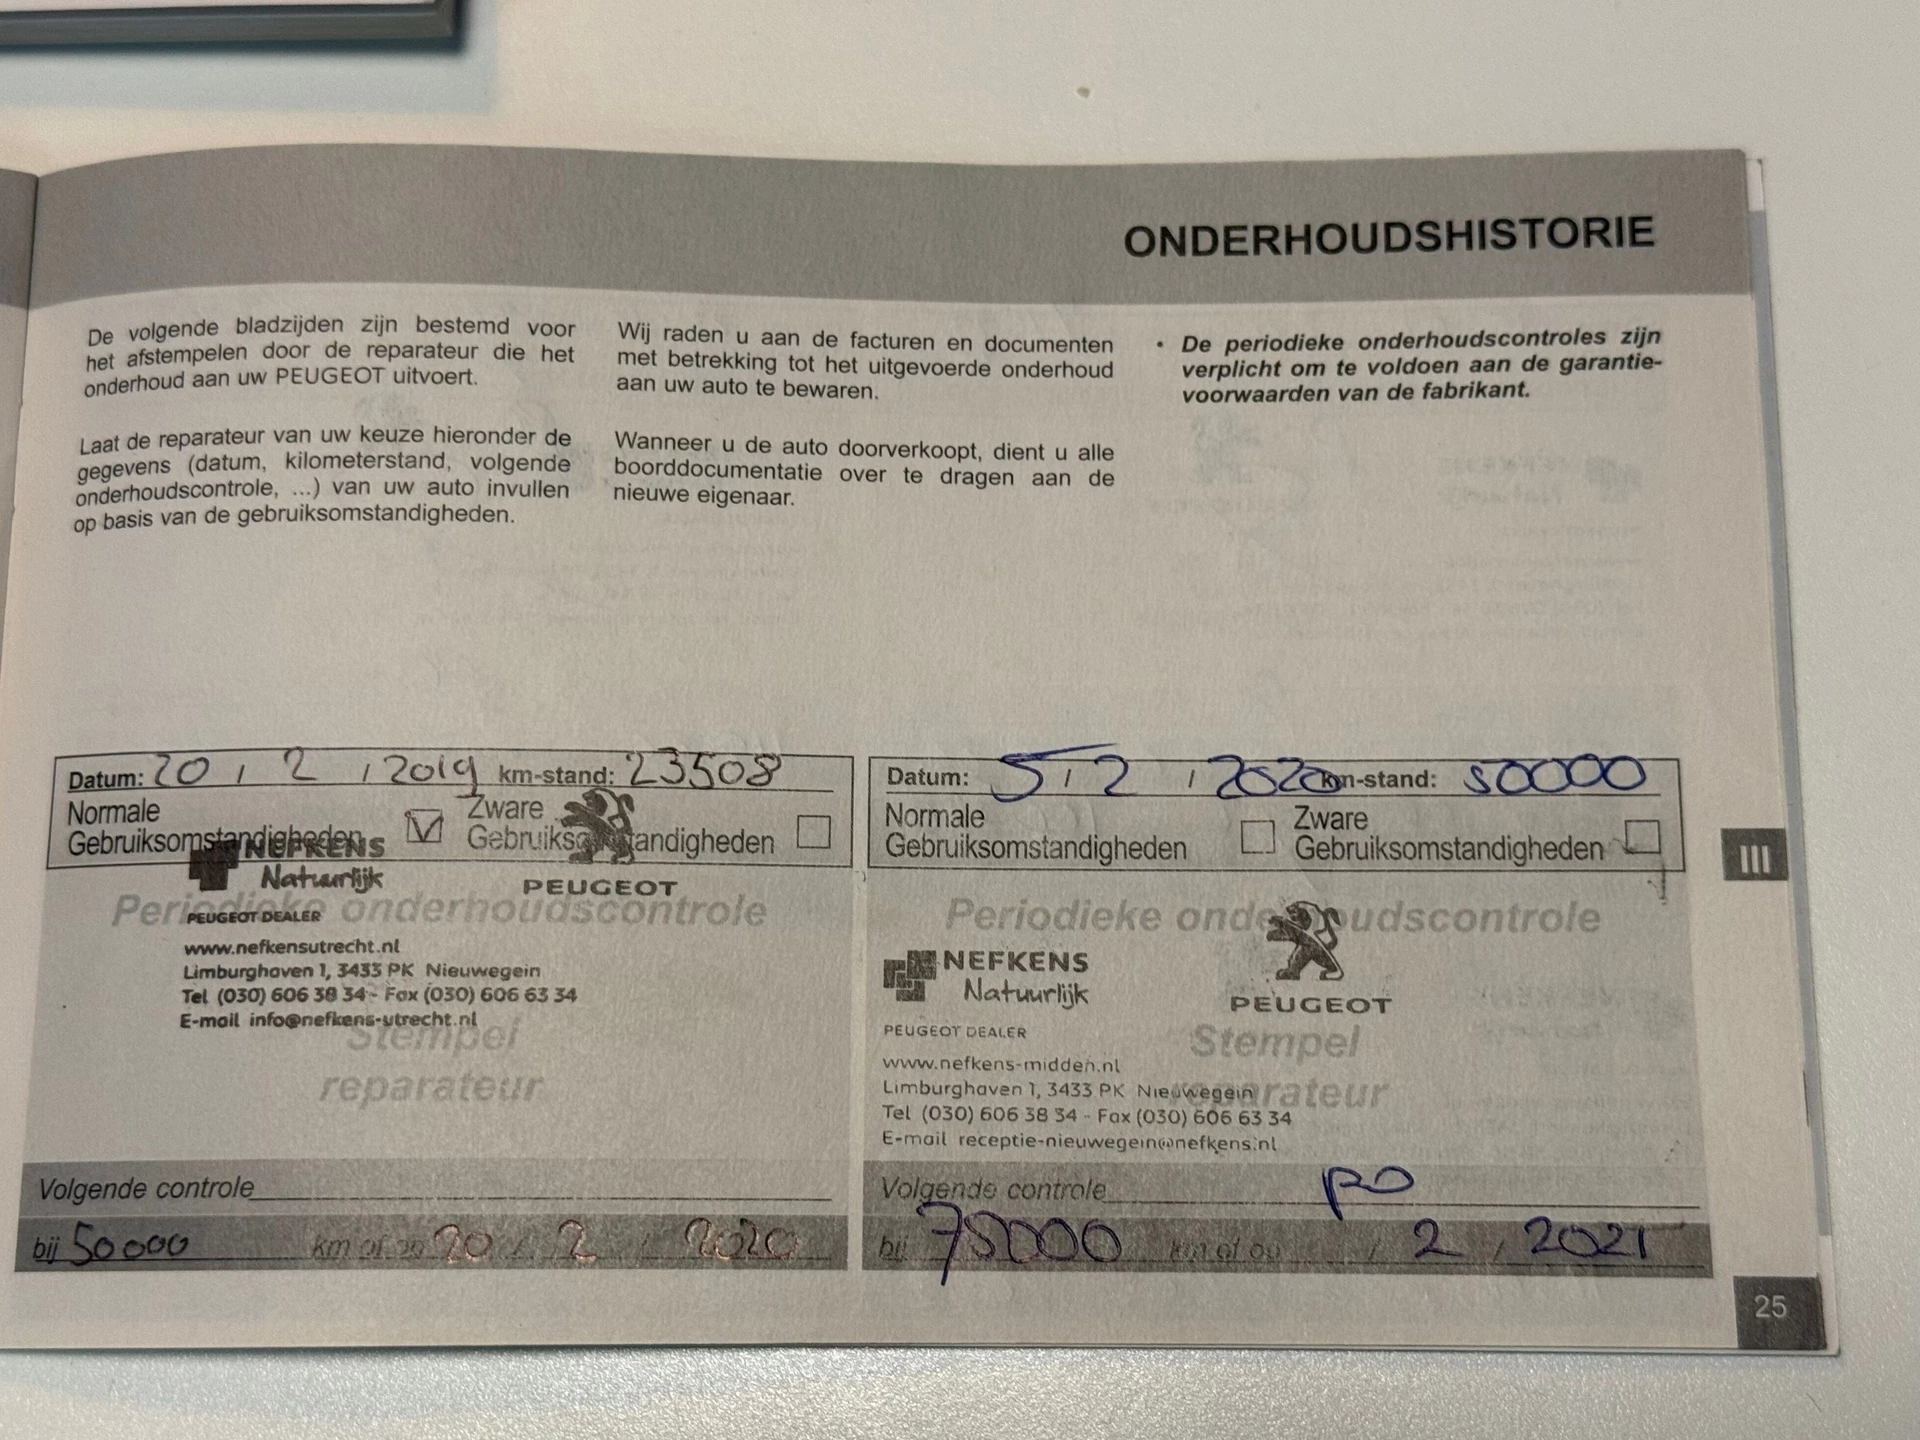 ONDERHOUDSHISTORIE
De volgende bladzijden zijn bestemd voor
het afstempelen door de reparateur die het
onderhoud aan uw PEUGEOT uitvoert.
Laat de reparateur van uw keuze hieronder de
gegevens (datum, kilometerstand, volgende
onderhoudscontrole, ...) van uw auto invullen
op basis van de gebruiksomstandigheden.
Wij raden u aan de facturen en documenten
met betrekking tot het uitgevoerde onderhoud
aan uw auto te bewaren.
Wanneer u de auto doorverkoopt, dient u alle
boorddocumentatie over te dragen aan de
nieuwe eigenaar.
• De periodieke onderhoudscontroles zijn
verplicht om te voldoen aan de garantie-
voorwaarden van de fabrikant.
Datum: 20 / 2 / 2019 km-stand: 23508
Normale
Gebruiksomstandigheden
Zware
Gebruiksomstandigheden
NEFKENS
Natuurlijk
PEUGEOT
Periodieke onderhoudscontrole
PEUGEOT DEALER
www.nefkensutrecht.nl
Limburghaven 1, 3433 PK Nieuwegein
Tel (030) 606 38 34 - Fax (030) 606 63 34
E-mail info@nefkens-utrecht.nl
Stempel
reparateur
Volgende controle
bij 50000 km of op 20 / 2 / 2020
Datum: 5 / 2 / 2020 km-stand: 50000
Normale
Gebruiksomstandigheden
Zware
Gebruiksomstandigheden
Periodieke onderhoudscontrole
NEFKENS
Natuurlijk
PEUGEOT
PEUGEOT DEALER
Stempel
www.nefkens-midden.nl
Limburghaven 1, 3433 PK Nieuwegein
reparateur
Tel (030) 606 38 34 - Fax (030) 606 63 34
E-mail receptie-nieuwegein@nefkens.nl
Volgende controle
bij 75000 km of op / 2 / 2021
III
25